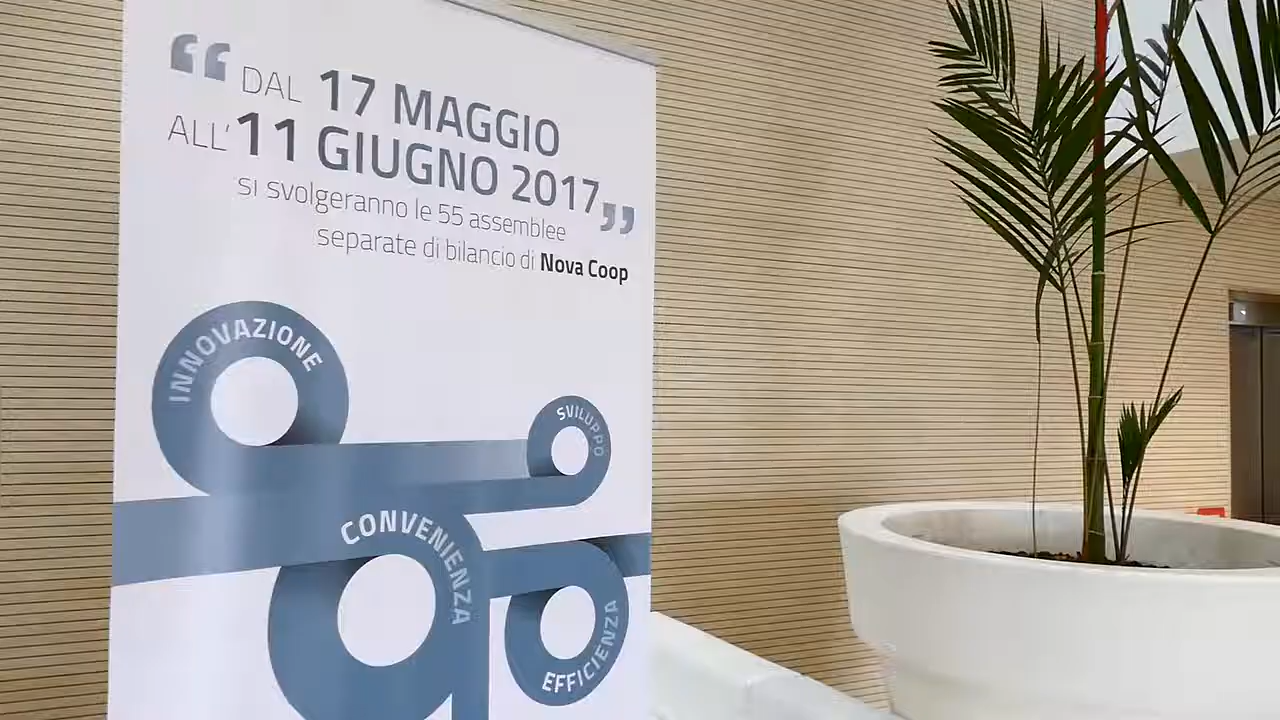 “ DAL 17 MAGGIO
ALL’ 11 GIUGNO 2017 ”
si svolgeranno le 55 assemblee
separate di bilancio di Nova Coop
INNOVAZIONE
SVILUPPO
CONVENIENZA
EFFICIENZA